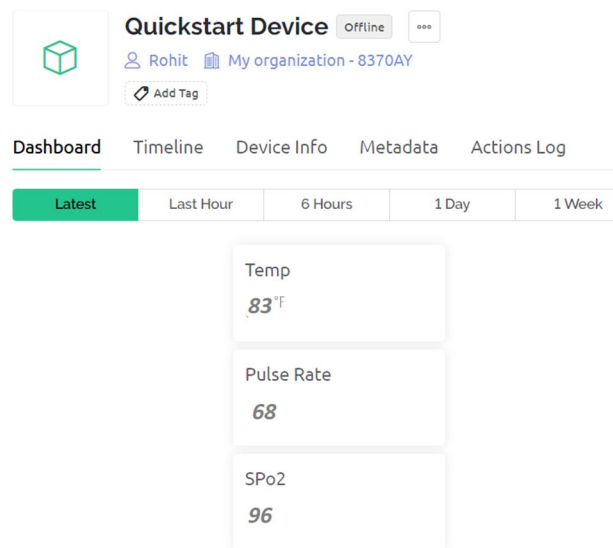 Quickstart Device Offline
Rohit My organization - 8370AY
Add Tag
Dashboard Timeline Device Info Metadata Actions Log
Latest Last Hour 6 Hours 1 Day 1 Week
Temp
83°F
Pulse Rate
68
SPo2
96